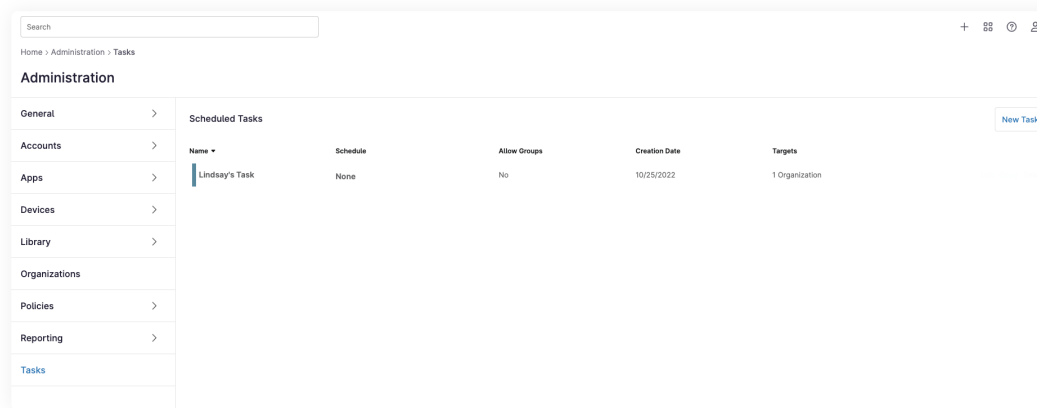 Search
Home > Administration > Tasks
Administration
General
Accounts
Apps
Devices
Library
Organizations
Policies
Reporting
Tasks
Scheduled Tasks
New Task
Name Schedule Allow Groups Creation Date Targets
Lindsay's Task None No 10/25/2022 1 Organization